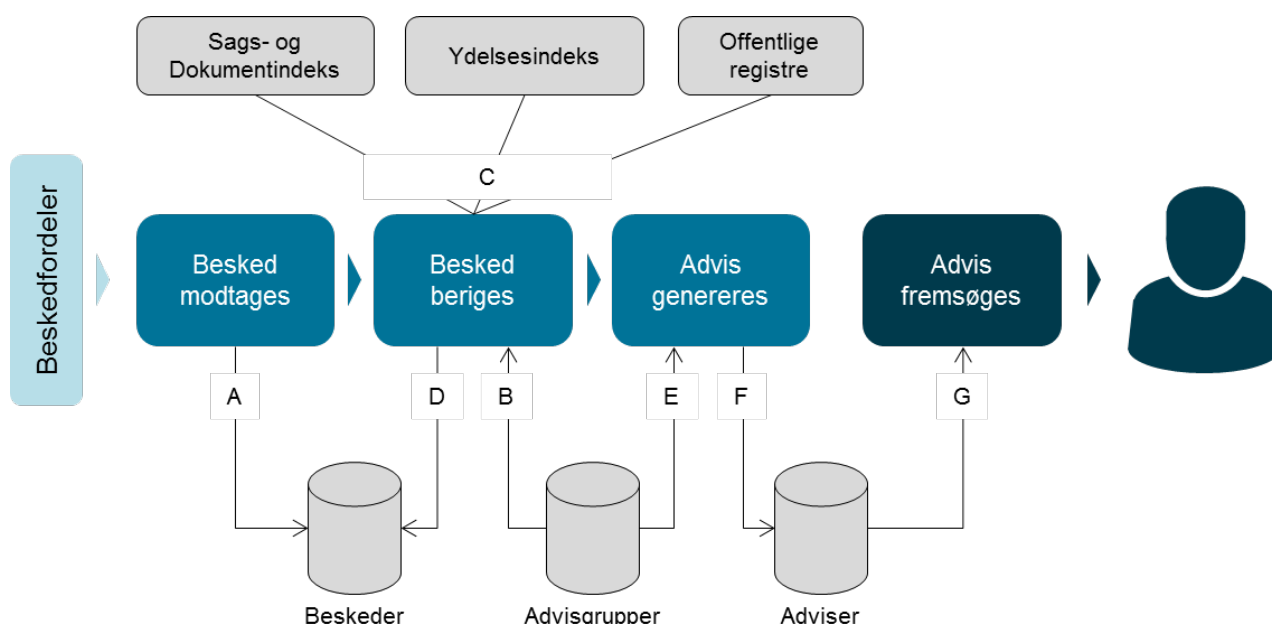 Sags- og
Dokumentindeks
Ydelsesindeks
Offentlige
registre
C
Beskedfordeler
Besked
modtages
Besked
beriges
Advis
genereres
Advis
fremsøges
A
D
B
E
F
G
Beskeder
Advisgrupper
Adviser